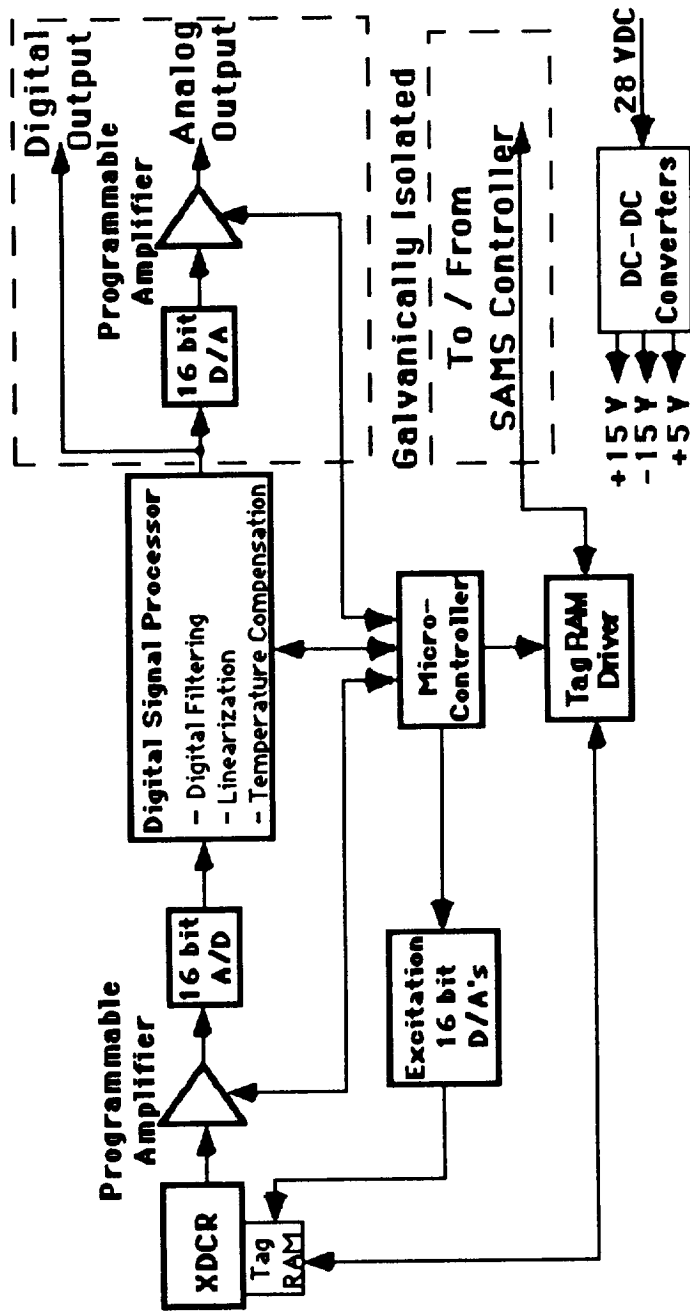 Programmable
Amplifier
XDCR
Tag
RAM
16 bit
A/D
Digital Signal Processor
- Digital Filtering
- Linearization
- Temperature Compensation
16 bit
D/A
Programmable
Amplifier
Digital
Output
Analog
Output
Galvanically Isolated
Excitation
16 bit
D/A's
Micro-
Controller
Tag RAM
Driver
To / From
SAMS Controller
+15 V
-15 V
+5 V
DC-DC
Converters
28 VDC